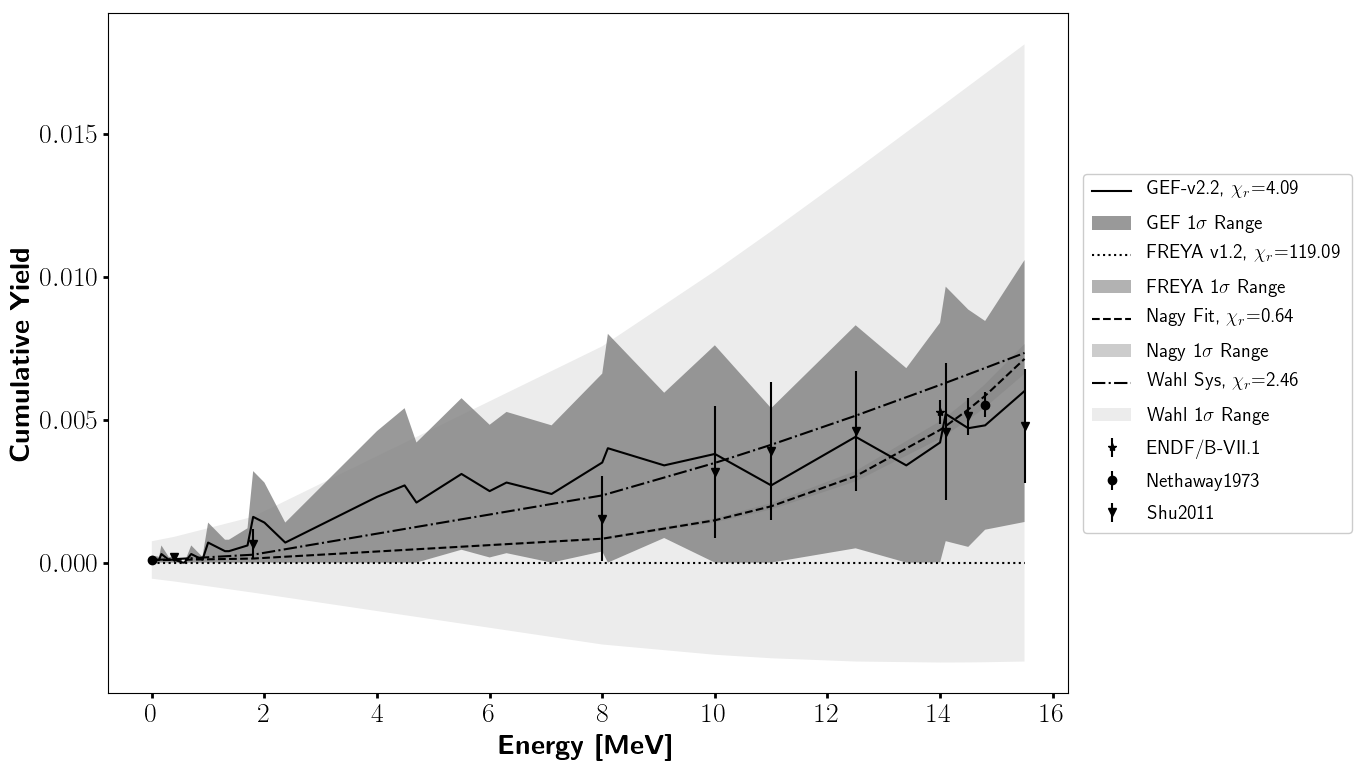 Cumulative Yield
0.015
0.010
0.005
0.000
0 2 4 6 8 10 12 14 16
Energy [MeV]
GEF-v2.2, χr=4.09
GEF 1σ Range
FREYA v1.2, χr=119.09
FREYA 1σ Range
Nagy Fit, χr=0.64
Nagy 1σ Range
Wahl Sys, χr=2.46
Wahl 1σ Range
ENDF/B-VII.1
Nethaway1973
Shu2011